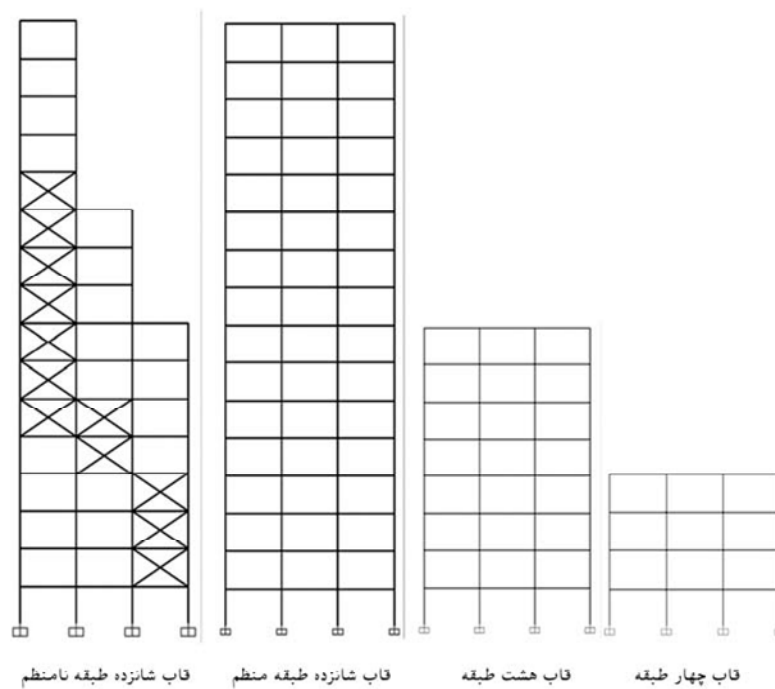 قاب چهار طبقه
قاب هشت طبقه
قاب شانزده طبقه منظم
قاب شانزده طبقه نامنظم